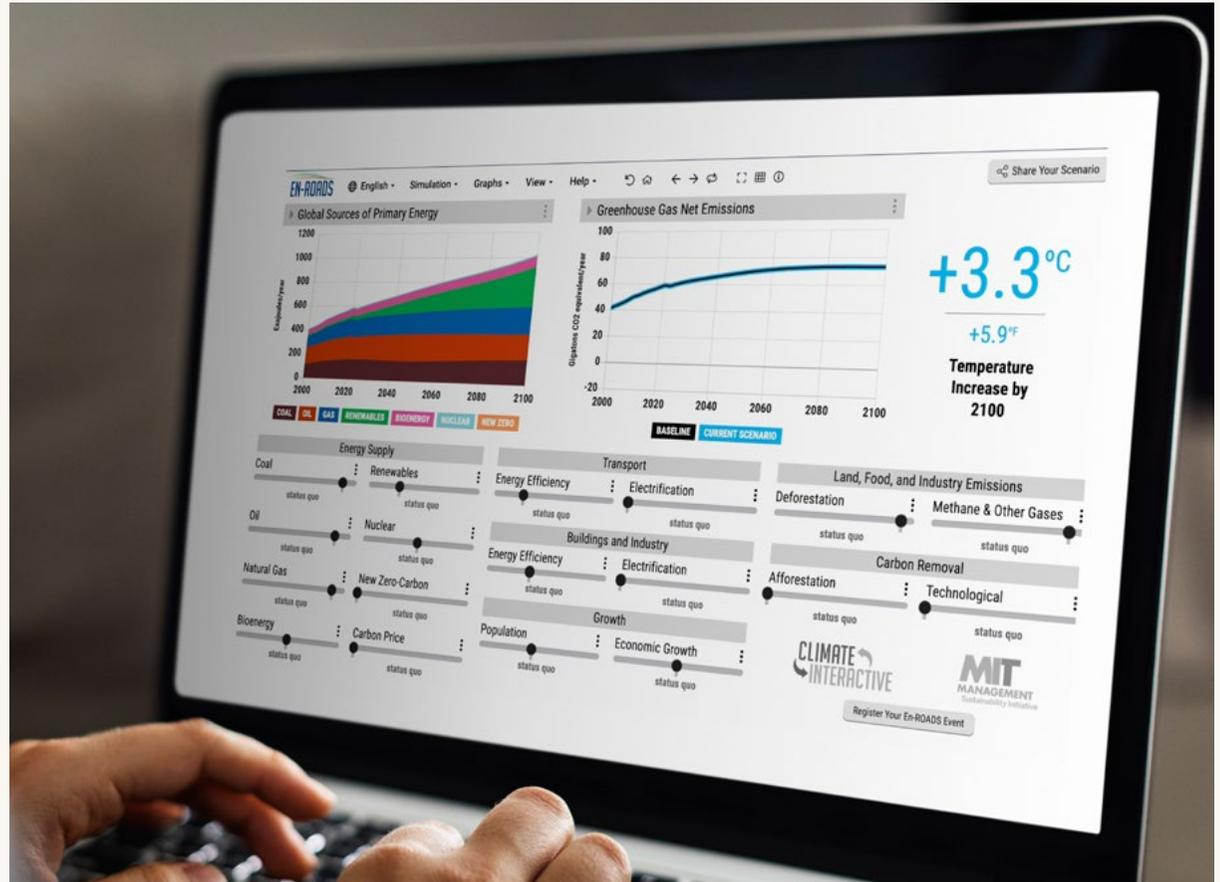 EN-ROADS
English
Simulation
Graphs
View
Help
Share Your Scenario
Global Sources of Primary Energy
Exajoules/year
1200
1000
800
600
400
200
0
2000 2020 2040 2060 2080 2100
COAL OIL GAS RENEWABLES BIOENERGY NUCLEAR NEW ZERO
Greenhouse Gas Net Emissions
Gigatons CO2 equivalent/year
100
80
60
40
20
0
-20
2000 2020 2040 2060 2080 2100
BASELINE CURRENT SCENARIO
+3.3°C
+5.9°F
Temperature
Increase by
2100
Energy Supply
Coal
status quo
Renewables
status quo
Oil
status quo
Nuclear
status quo
Natural Gas
status quo
New Zero-Carbon
status quo
Bioenergy
status quo
Carbon Price
status quo
Transport
Energy Efficiency
status quo
Electrification
status quo
Buildings and Industry
Energy Efficiency
status quo
Electrification
status quo
Growth
Population
status quo
Economic Growth
status quo
Land, Food, and Industry Emissions
Deforestation
status quo
Methane & Other Gases
status quo
Carbon Removal
Afforestation
status quo
Technological
status quo
CLIMATE
INTERACTIVE
MIT
MANAGEMENT
Sustainability Initiative
Register Your En-ROADS Event